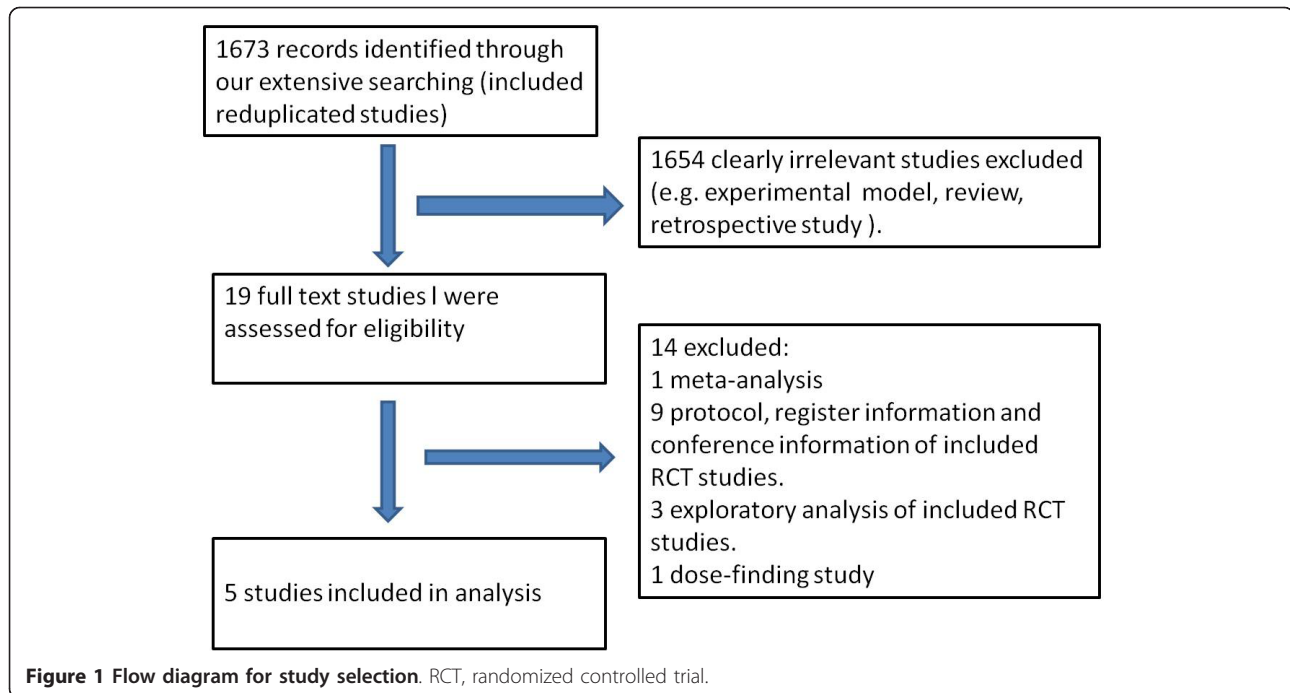 1673 records identified through
our extensive searching (included
reduplicated studies)
1654 clearly irrelevant studies excluded
(e.g. experimental model, review,
retrospective study ).
19 full text studies l were
assessed for eligibility
14 excluded:
1 meta-analysis
9 protocol, register information and
conference information of included
RCT studies.
3 exploratory analysis of included RCT
studies.
1 dose-finding study
5 studies included in analysis
Figure 1 Flow diagram for study selection. RCT, randomized controlled trial.